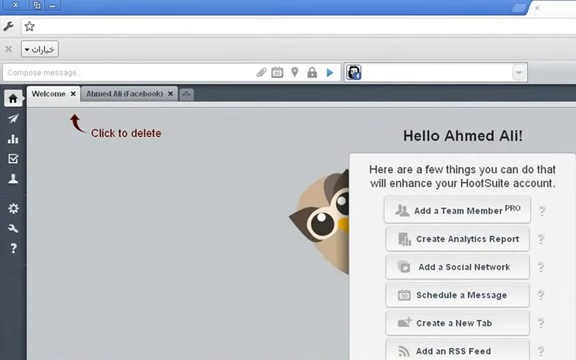 خيارات
Compose message...
Welcome
Ahmed Ali (Facebook)
Click to delete
Hello Ahmed Ali!
Here are a few things you can do that
will enhance your HootSuite account.
Add a Team Member PRO
?
Create Analytics Report
?
Add a Social Network
?
Schedule a Message
?
Create a New Tab
?
Add an RSS Feed
?
?